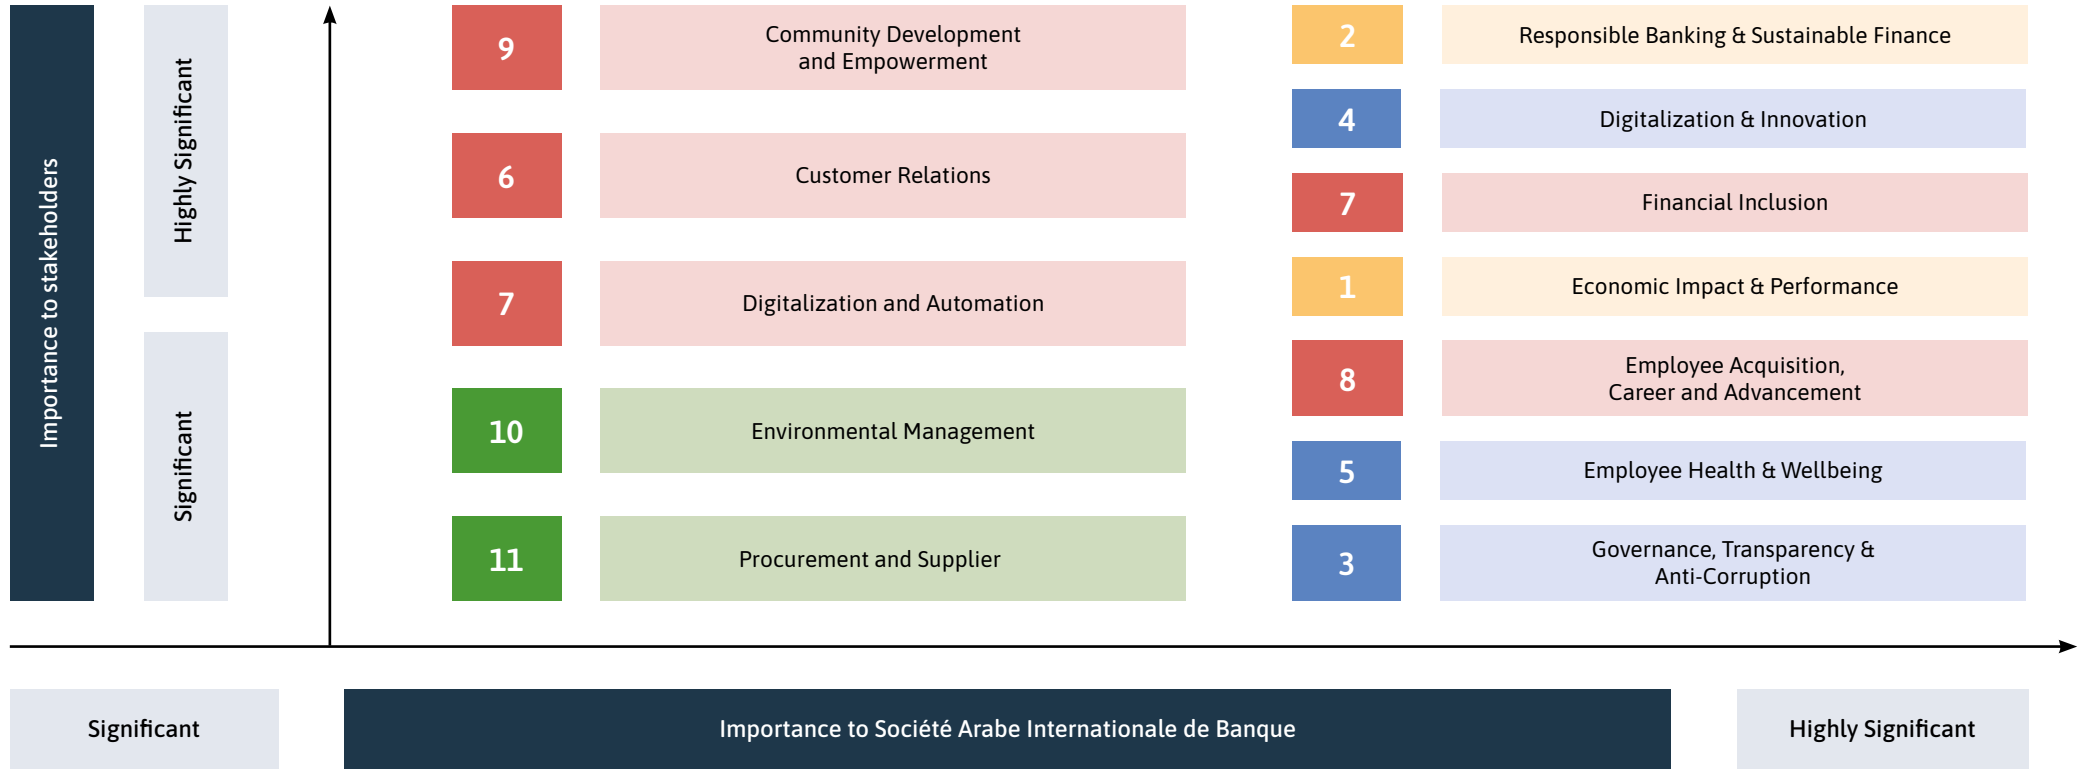 Importance to stakeholders
Highly Significant
Significant
9
Community Development
and Empowerment
6
Customer Relations
7
Digitalization and Automation
10
Environmental Management
11
Procurement and Supplier
2
Responsible Banking & Sustainable Finance
4
Digitalization & Innovation
7
Financial Inclusion
1
Economic Impact & Performance
8
Employee Acquisition,
Career and Advancement
5
Employee Health & Wellbeing
3
Governance, Transparency &
Anti-Corruption
Significant
Importance to Société Arabe Internationale de Banque
Highly Significant